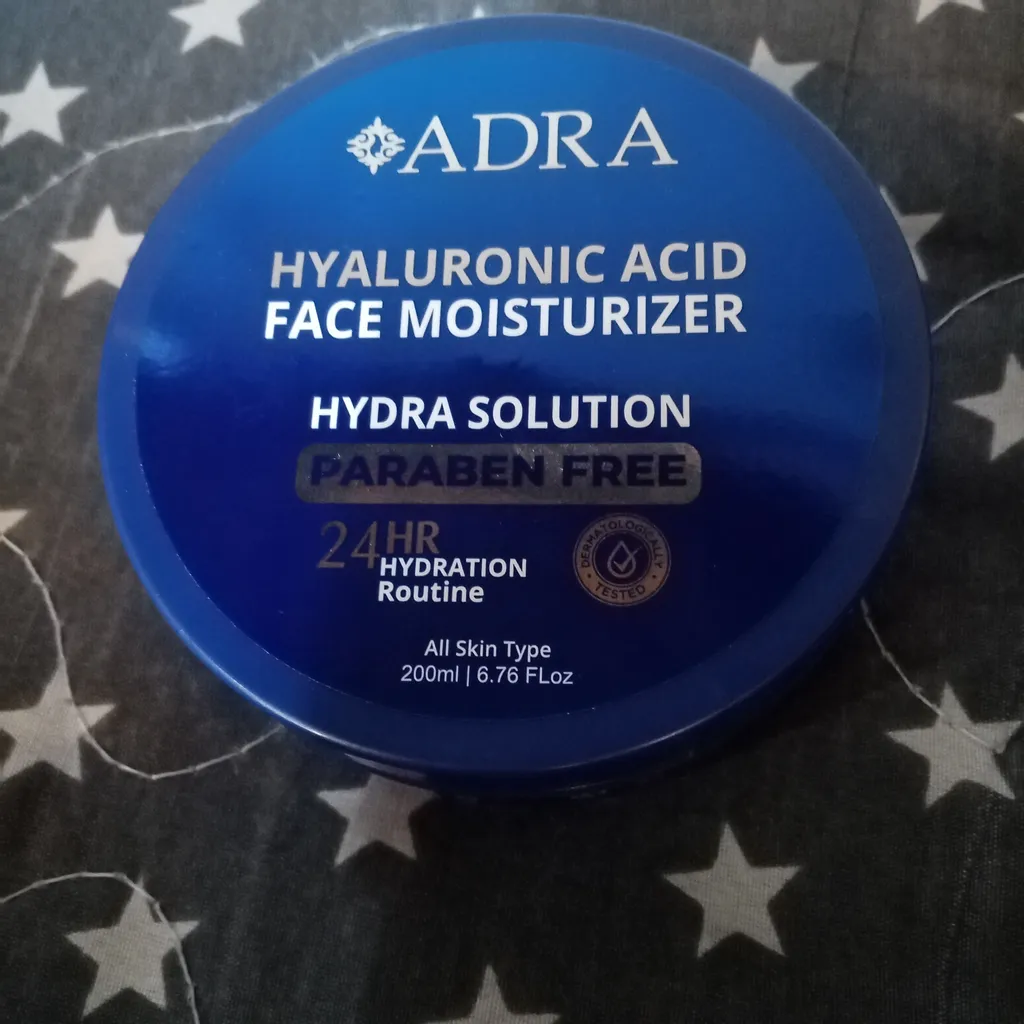 ADRA
HYALURONIC ACID
FACE MOISTURIZER
HYDRA SOLUTION
PARABEN FREE
24HR
HYDRATION
Routine
DERMATOLOGICALLY
TESTED
All Skin Type
200ml | 6.76 FLoz